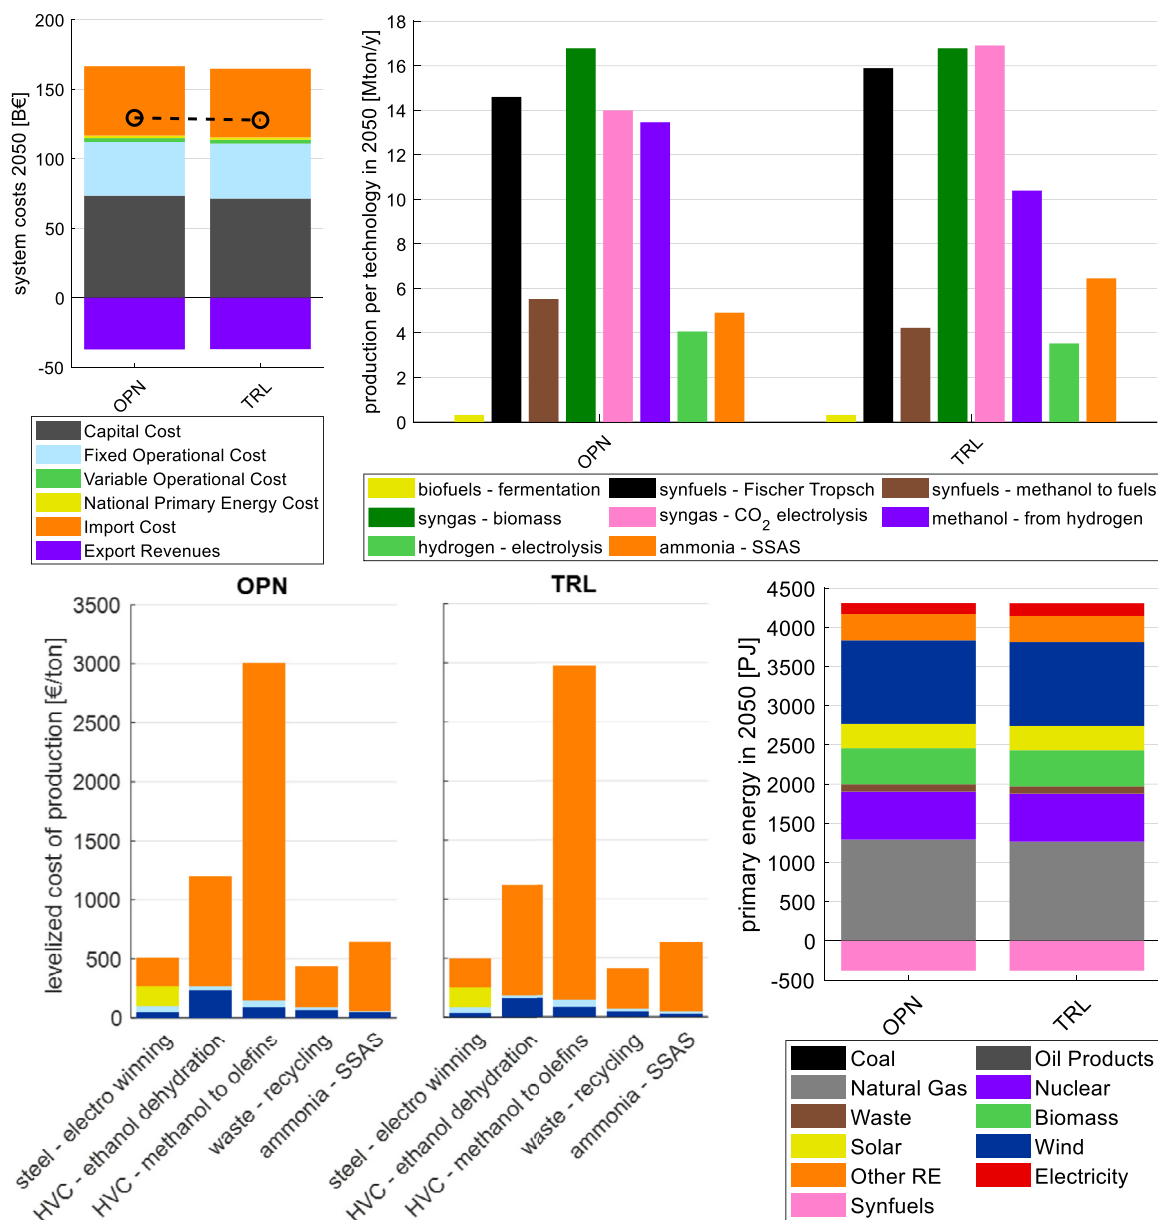 system costs 2050 [B€]
200
150
100
50
0
-50
OPN
TRL
Capital Cost
Fixed Operational Cost
Variable Operational Cost
National Primary Energy Cost
Import Cost
Export Revenues
production per technology in 2050 [Mton/y]
18
16
14
12
10
8
6
4
2
0
OPN
TRL
biofuels - fermentation
synfuels - Fischer Tropsch
synfuels - methanol to fuels
syngas - biomass
syngas - CO2 electrolysis
methanol - from hydrogen
hydrogen - electrolysis
ammonia - SSAS
levelized cost of production [€/ton]
OPN
3500
3000
2500
2000
1500
1000
500
0
steel - electro winning
HVC - ethanol dehydration
HVC - methanol to olefins
waste - recycling
ammonia - SSAS
TRL
steel - electro winning
HVC - ethanol dehydration
HVC - methanol to olefins
waste - recycling
ammonia - SSAS
primary energy in 2050 [PJ]
4500
4000
3500
3000
2500
2000
1500
1000
500
0
-500
OPN
TRL
Coal
Oil Products
Natural Gas
Nuclear
Waste
Biomass
Solar
Wind
Other RE
Electricity
Synfuels